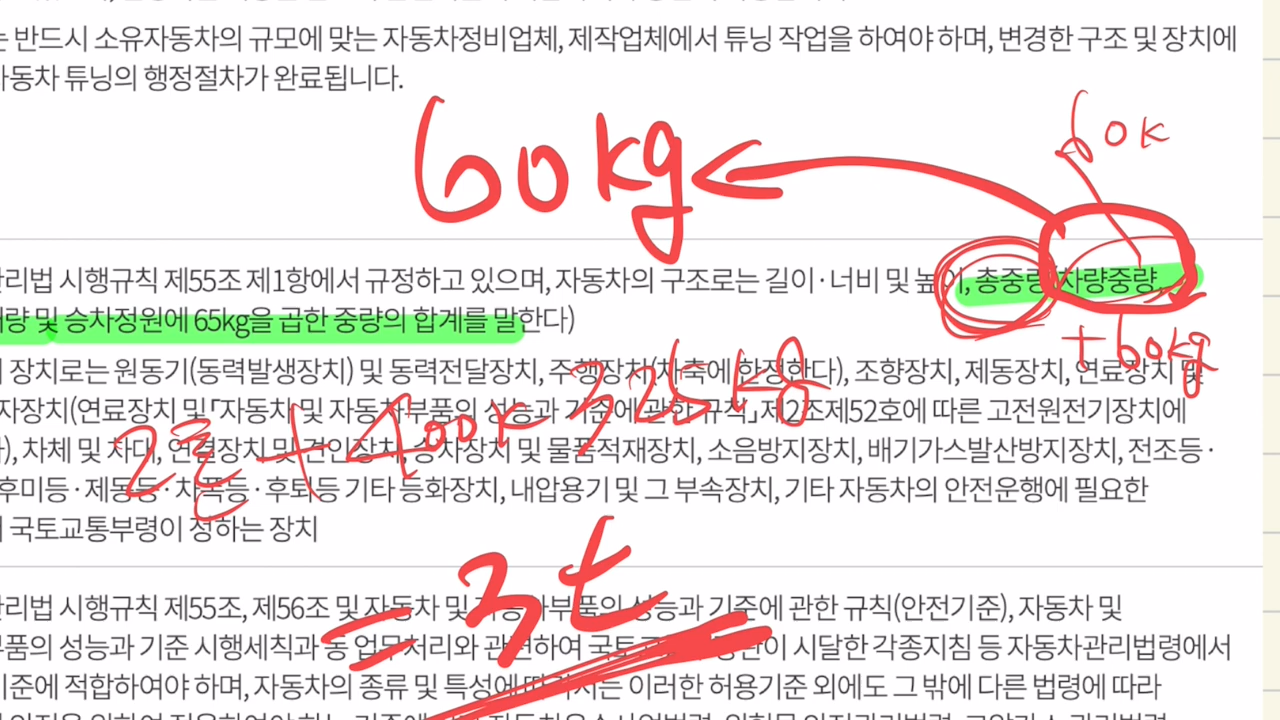 반드시 소유자동차의 규모에 맞는 자동차정비업체, 제작업체에서 튜닝 작업을 하여야 하며, 변경한 구조 및 장치에
자동차 튜닝의 행정절차가 완료됩니다.
60kg
60K
관리법 시행규칙 제55조 제1항에서 규정하고 있으며, 자동차의 구조로는 길이·너비 및 높이, 총중량, 차량중량,
량 및 승차정원에 65kg을 곱한 중량의 합계를 말한다)
+60kg
장치로는 원동기(동력발생장치) 및 동력전달장치, 주행장치(차축에 한정한다), 조향장치, 제동장치, 연료장치 및
325kg
자장치(연료장치 및 「자동차 및 자동차부품의 성능과 기준에 관한 규칙」제2조제52호에 따른 고전원전기장치에
2톤+400K
), 차체 및 차대, 연결장치 및 견인장치, 승차장치 및 물품적재장치, 소음방지장치, 배기가스발산방지장치, 전조등·
후미등·제동등·차폭등·후퇴등 기타 등화장치, 내압용기 및 그 부속장치, 기타 자동차의 안전운행에 필요한
국토교통부령이 정하는 장치
=3t
관리법 시행규칙 제55조, 제56조 및 자동차 및 자동차부품의 성능과 기준에 관한 규칙(안전기준), 자동차 및
부품의 성능과 기준 시행세칙과 동 업무처리와 관련하여 시달한 각종지침 등 자동차관리법령에서
기준에 적합하여야 하며, 자동차의 종류 및 특성에 따라서는 이러한 허용기준 외에도 그 밖에 다른 법령에 따라